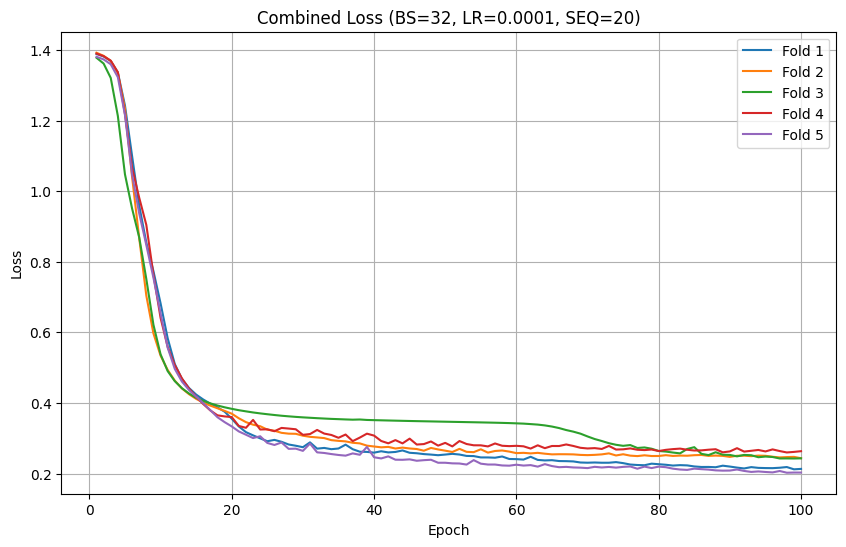 Combined Loss (BS=32, LR=0.0001, SEQ=20)
Loss
1.4
1.2
1.0
0.8
0.6
0.4
0.2
Fold 1
Fold 2
Fold 3
Fold 4
Fold 5
0 20 40 60 80 100
Epoch